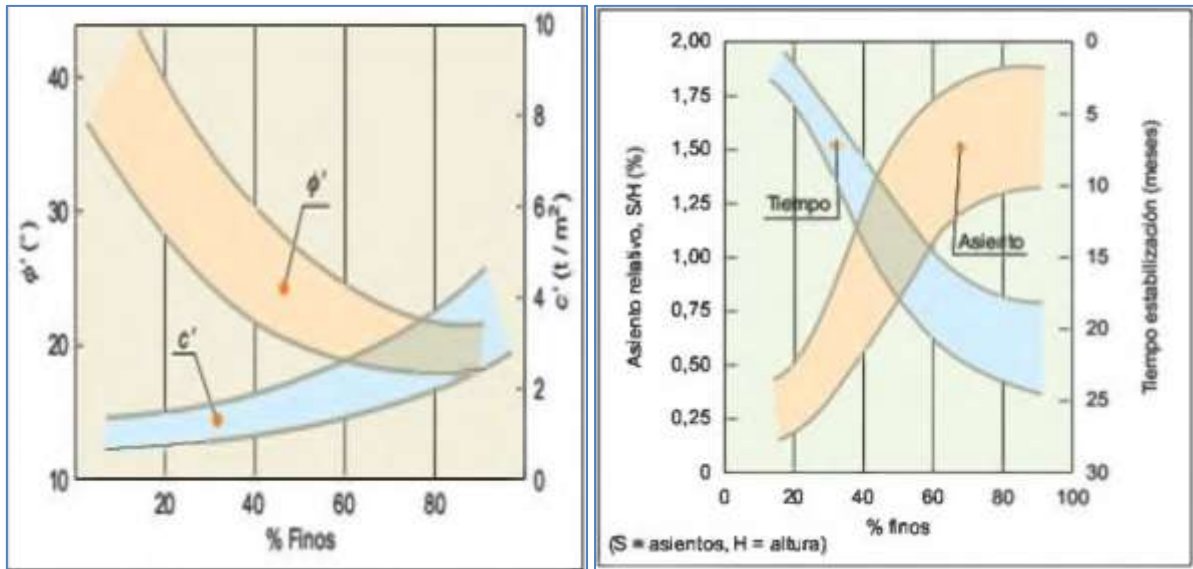 40
30
20
10
ϕ' (°)
ϕ'
c'
10
8
6
4
2
0
c' (t / m²)
20 40 60 80
% Finos
2,00
1,75
1,50
1,25
1,00
0,75
0,50
0,25
0
Asiento relativo, S/H (%)
Tiempo
Asiento
0
5
10
15
20
25
30
Tiempo estabilización (meses)
0 20 40 60 80 100
% finos
(S = asientos, H = altura)